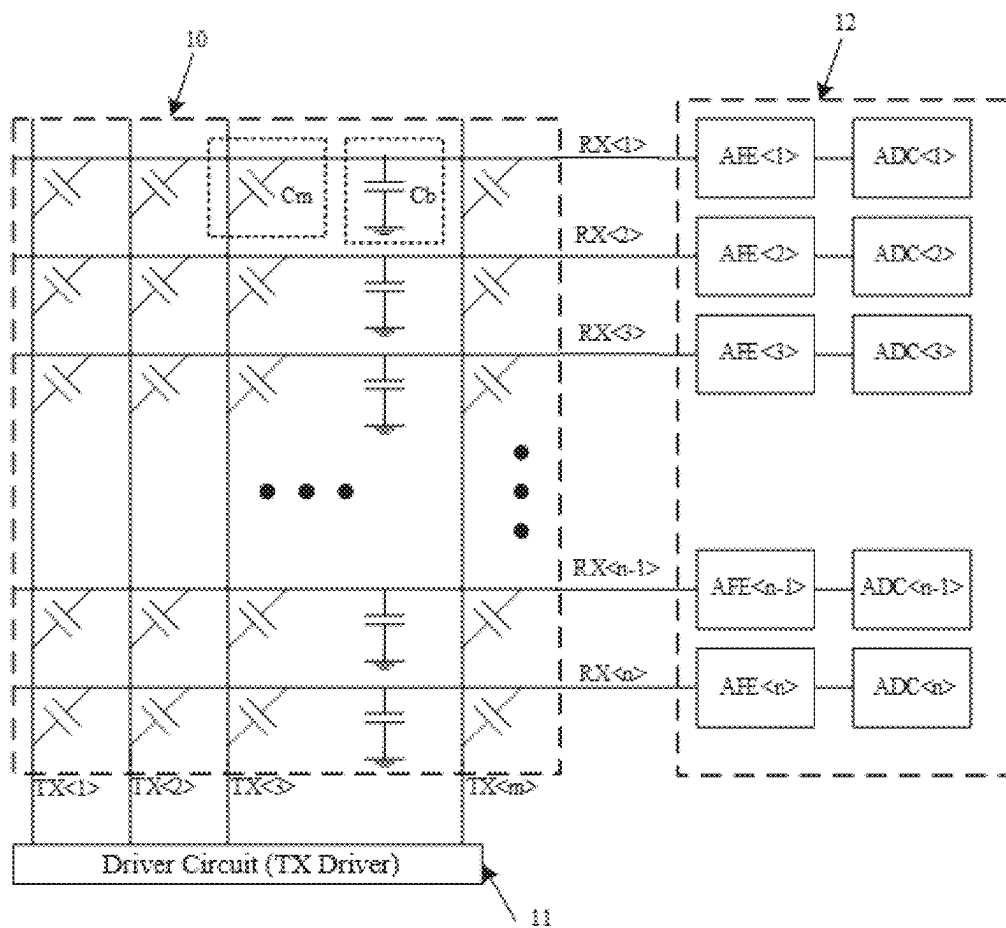 10
12
RX<1>
AFE<1>
ADC<1>
Cm
Cb
RX<2>
AFE<2>
ADC<2>
RX<3>
AFE<3>
ADC<3>
RX<n-1>
AFE<n-1>
ADC<n-1>
RX<n>
AFE<n>
ADC<n>
TX<1>
TX<2>
TX<3>
TX<m>
Driver Circuit (TX Driver)
11